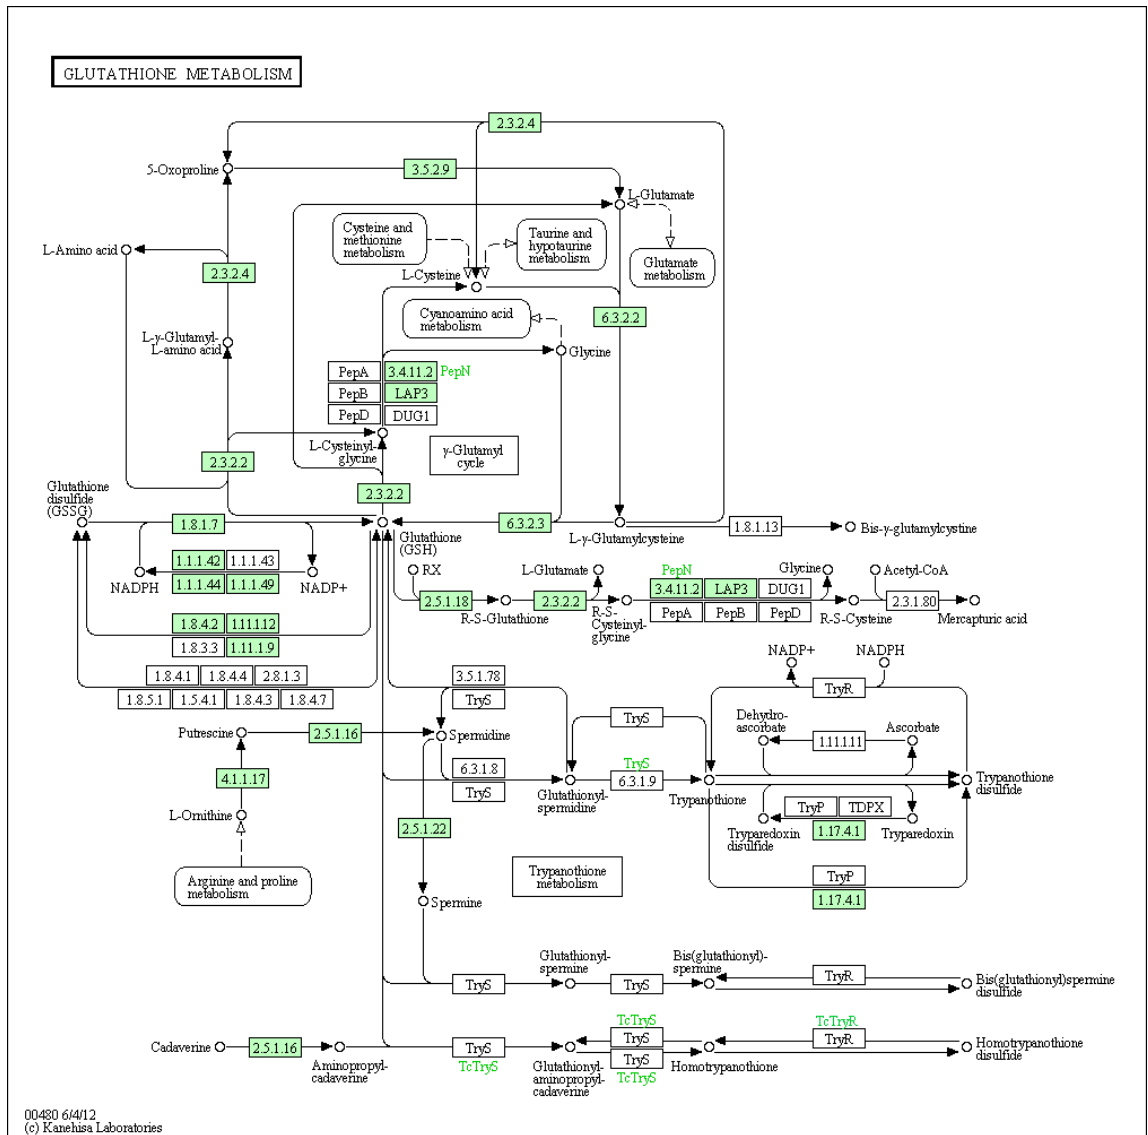 GLUTATHIONE METABOLISM
2.3.2.4
5-Oxoproline
3.5.2.9
L-Glutamate
Cysteine and
methionine
metabolism
Taurine and
hypotaurine
metabolism
L-Amino acid
Glutamate
metabolism
2.3.2.4
L-Cysteine
Cyanoamino acid
metabolism
6.3.2.2
L-γ-Glutamyl-
L-amino acid
Glycine
PepA
3.4.11.2
PepN
PepB
LAP3
PepD
DUG1
L-Cysteinyl-
glycine
γ-Glutamyl
cycle
2.3.2.2
2.3.2.2
Glutathione
disulfide
(GSSG)
1.8.1.7
6.3.2.3
1.8.1.13
Bis-γ-glutamylcystine
Glutathione
(GSH)
L-γ-Glutamylcysteine
1.1.1.42
1.1.1.43
1.1.1.44
1.1.1.49
NADPH
NADP+
RX
L-Glutamate
PepN
Glycine
Acetyl-CoA
3.4.11.2
LAP3
DUG1
2.5.1.18
2.3.2.2
2.3.1.80
PepA
PepB
PepD
R-S-Glutathione
R-S-
Cysteinyl-
glycine
R-S-Cysteine
Mercapturic acid
1.8.4.2
1.11.1.12
1.8.3.3
1.11.1.9
1.8.4.1
1.8.4.4
2.8.1.3
1.8.5.1
1.5.4.1
1.8.4.3
1.8.4.7
3.5.1.78
TryS
NADP+
NADPH
TryR
Putrescine
2.5.1.16
Spermidine
TryS
Dehydro-
ascorbate
1.11.1.11
Ascorbate
4.1.1.17
6.3.1.8
TryS
TryS
6.3.1.9
Glutathionyl-
spermidine
Trypanothione
Trypanothione
disulfide
L-Ornithine
2.5.1.22
TryP
TDPX
1.17.4.1
Tryparedoxin
disulfide
Tryparedoxin
Arginine and proline
metabolism
Trypanothione
metabolism
TryP
1.17.4.1
Spermine
Glutathionyl-
spermine
Bis(glutathionyl)-
spermine
TryS
TryS
TryR
Bis(glutathionyl)spermine
disulfide
TcTryS
TcTryR
Cadaverine
2.5.1.16
TryS
TryS
TryR
Homotrypanothione
disulfide
Aminopropyl-
cadaverine
TcTryS
Glutathionyl-
aminopropyl-
cadaverine
TryS
TcTryS
Homotrypanothione
00480 6/4/12
(c) Kanehisa Laboratories